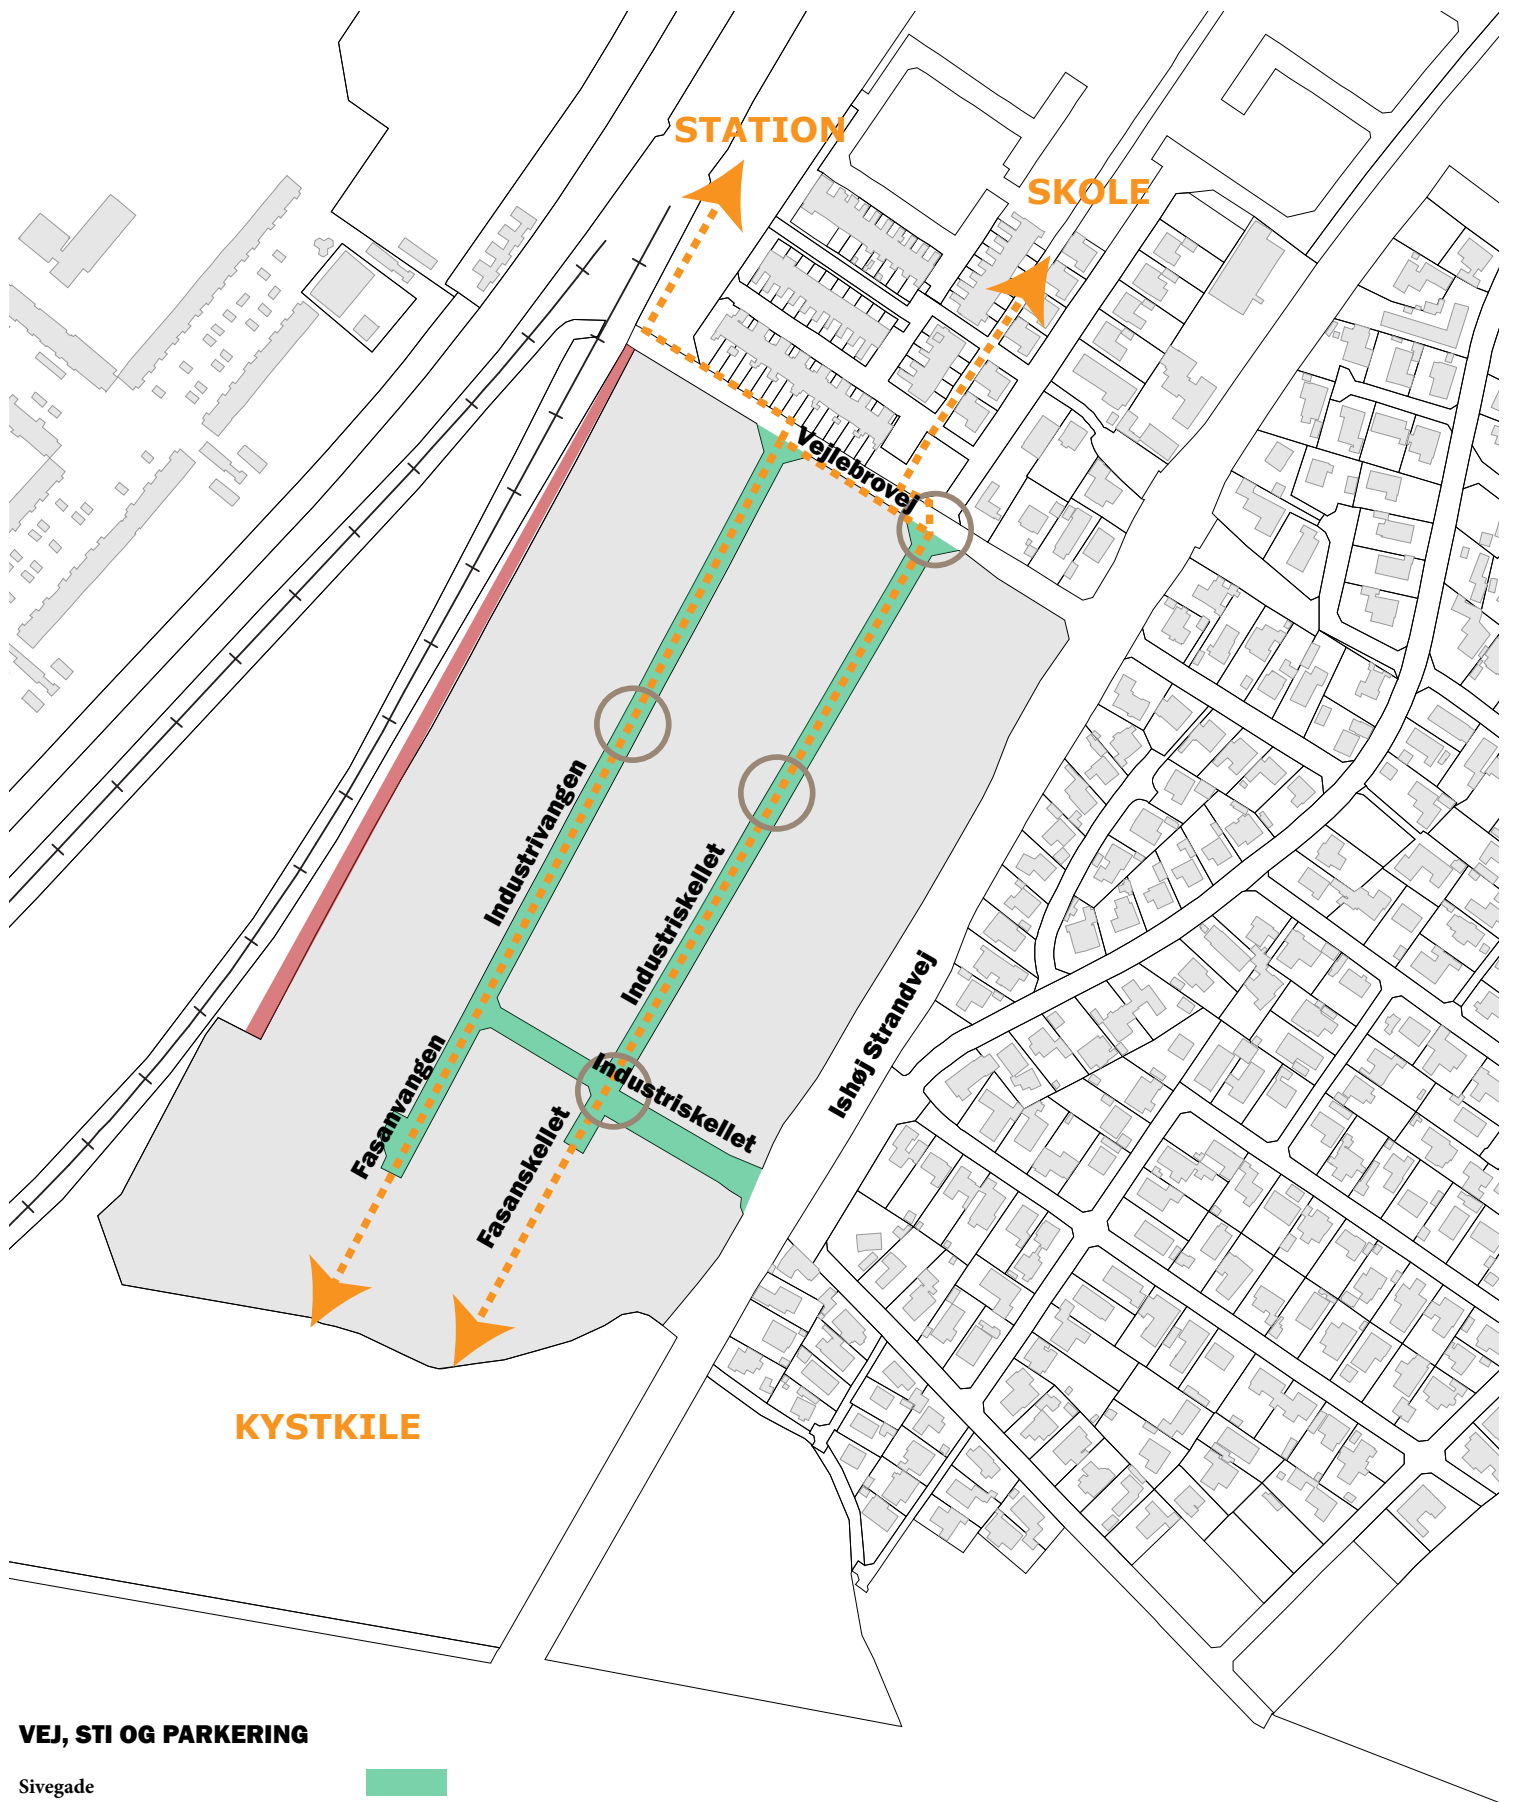 STATION
SKOLE
Vejlebrovej
Industrivangen
Industriskellet
Ishøj Strandvej
Fasanvangen
Industriskellet
Fasanskellet
KYSTKILE
VEJ, STI OG PARKERING
Sivegade